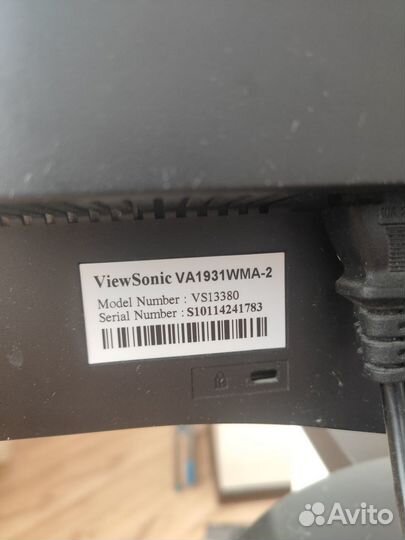 ViewSonic VA1931WMA-2
Model Number : VS13380
Serial Number : S10114241783
Avito